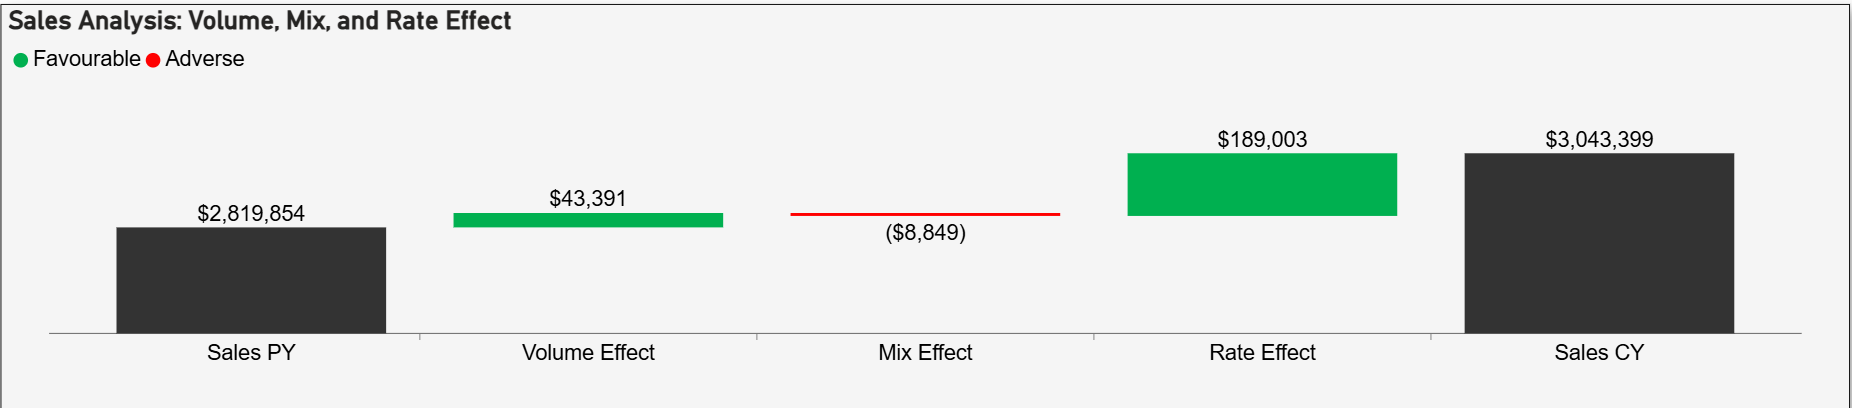 Sales Analysis: Volume, Mix, and Rate Effect
Favourable Adverse
$2,819,854
$43,391
($8,849)
$189,003
$3,043,399
Sales PY
Volume Effect
Mix Effect
Rate Effect
Sales CY